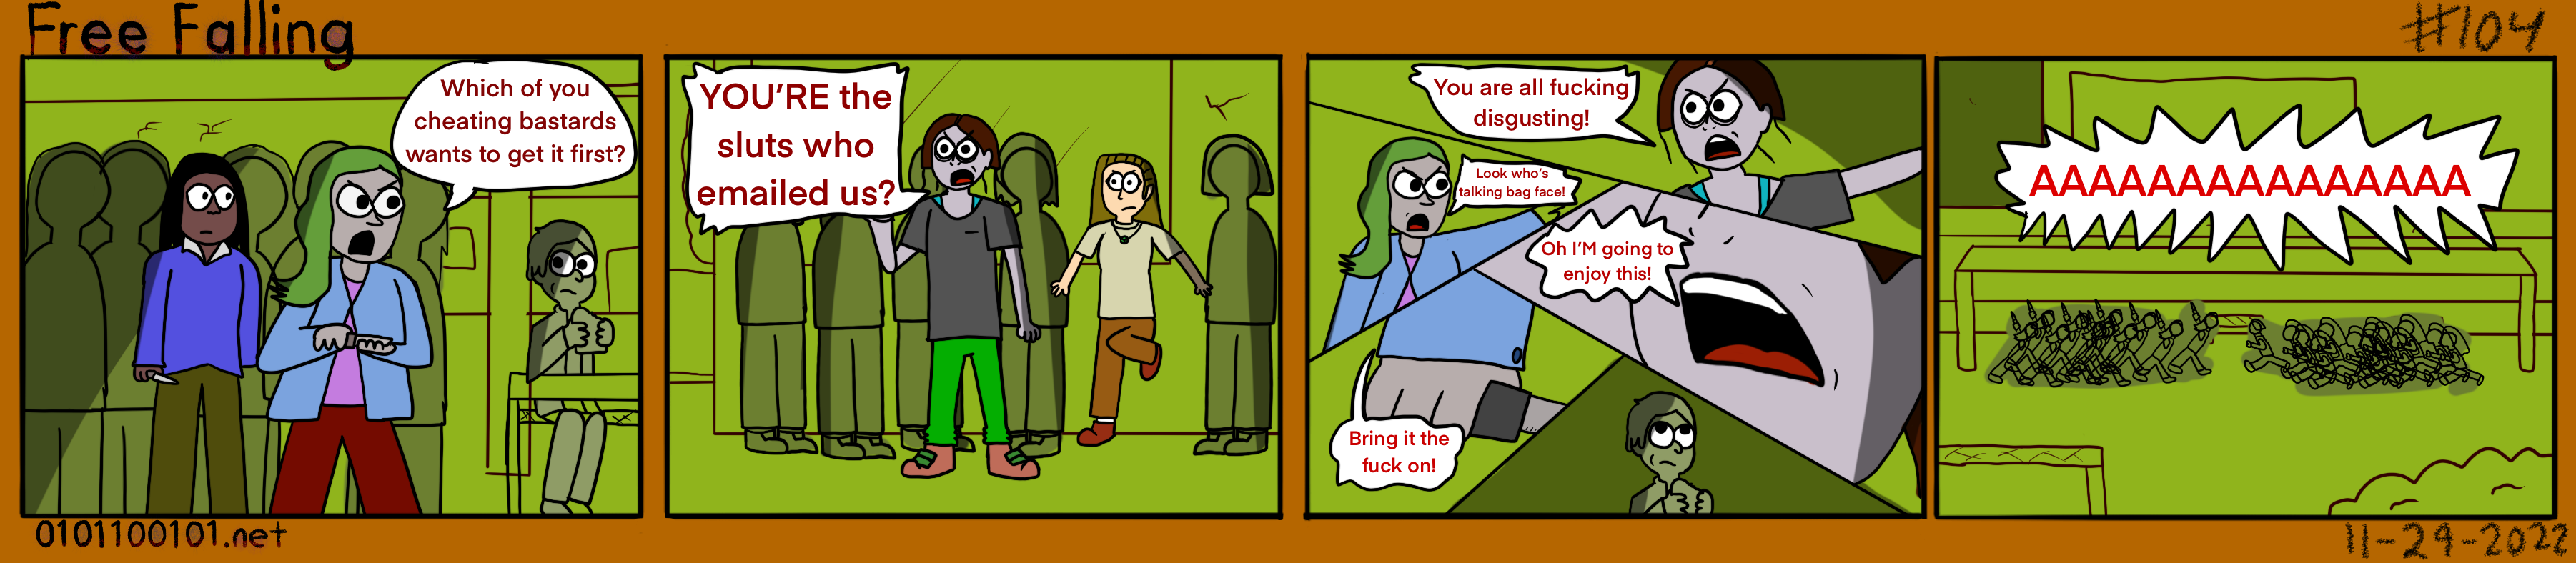 Free Falling
#104
Which of you
cheating bastards
wants to get it first?
YOU'RE the
sluts who
emailed us?
You are all fucking
disgusting!
Look who's
talking bag face!
Oh I'M going to
enjoy this!
Bring it the
fuck on!
AAAAAAAAAAAAAAA
0101100101.net
11-29-2022